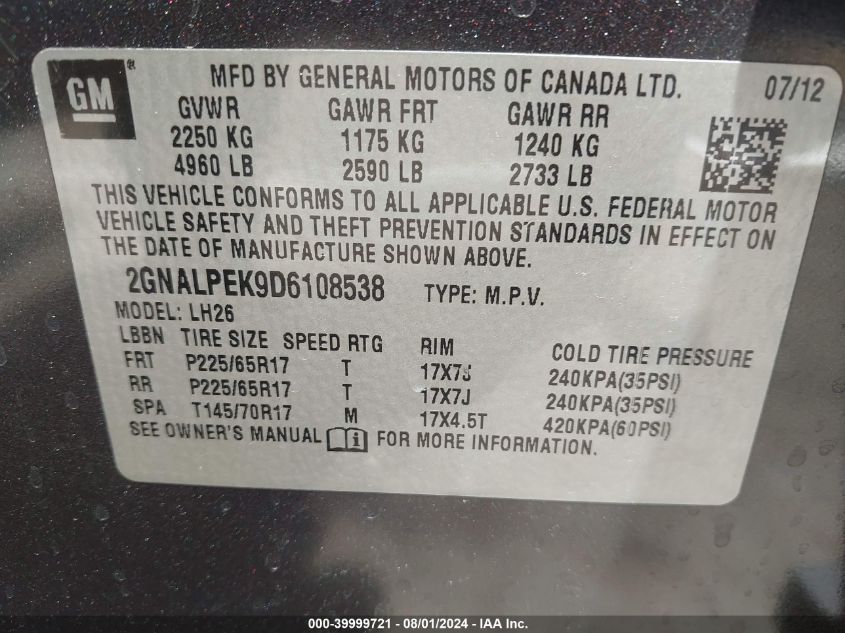 GM®
MFD BY GENERAL MOTORS OF CANADA LTD. 07/12
GVWR GAWR FRT GAWR RR
2250 KG 1175 KG 1240 KG
4960 LB 2590 LB 2733 LB
THIS VEHICLE CONFORMS TO ALL APPLICABLE U.S. FEDERAL MOTOR
VEHICLE SAFETY AND THEFT PREVENTION STANDARDS IN EFFECT ON
THE DATE OF MANUFACTURE SHOWN ABOVE.
2GNALPEK9D6108538 TYPE: M.P.V.
MODEL: LH26
LBBN TIRE SIZE SPEED RTG RIM COLD TIRE PRESSURE
FRT P225/65R17 T 17X7J 240KPA(35PSI)
RR P225/65R17 T 17X7J 240KPA(35PSI)
SPA T145/70R17 M 17X4.5T 420KPA(60PSI)
SEE OWNER'S MANUAL i FOR MORE INFORMATION.
000-39999721 - 08/01/2024 - IAA Inc.